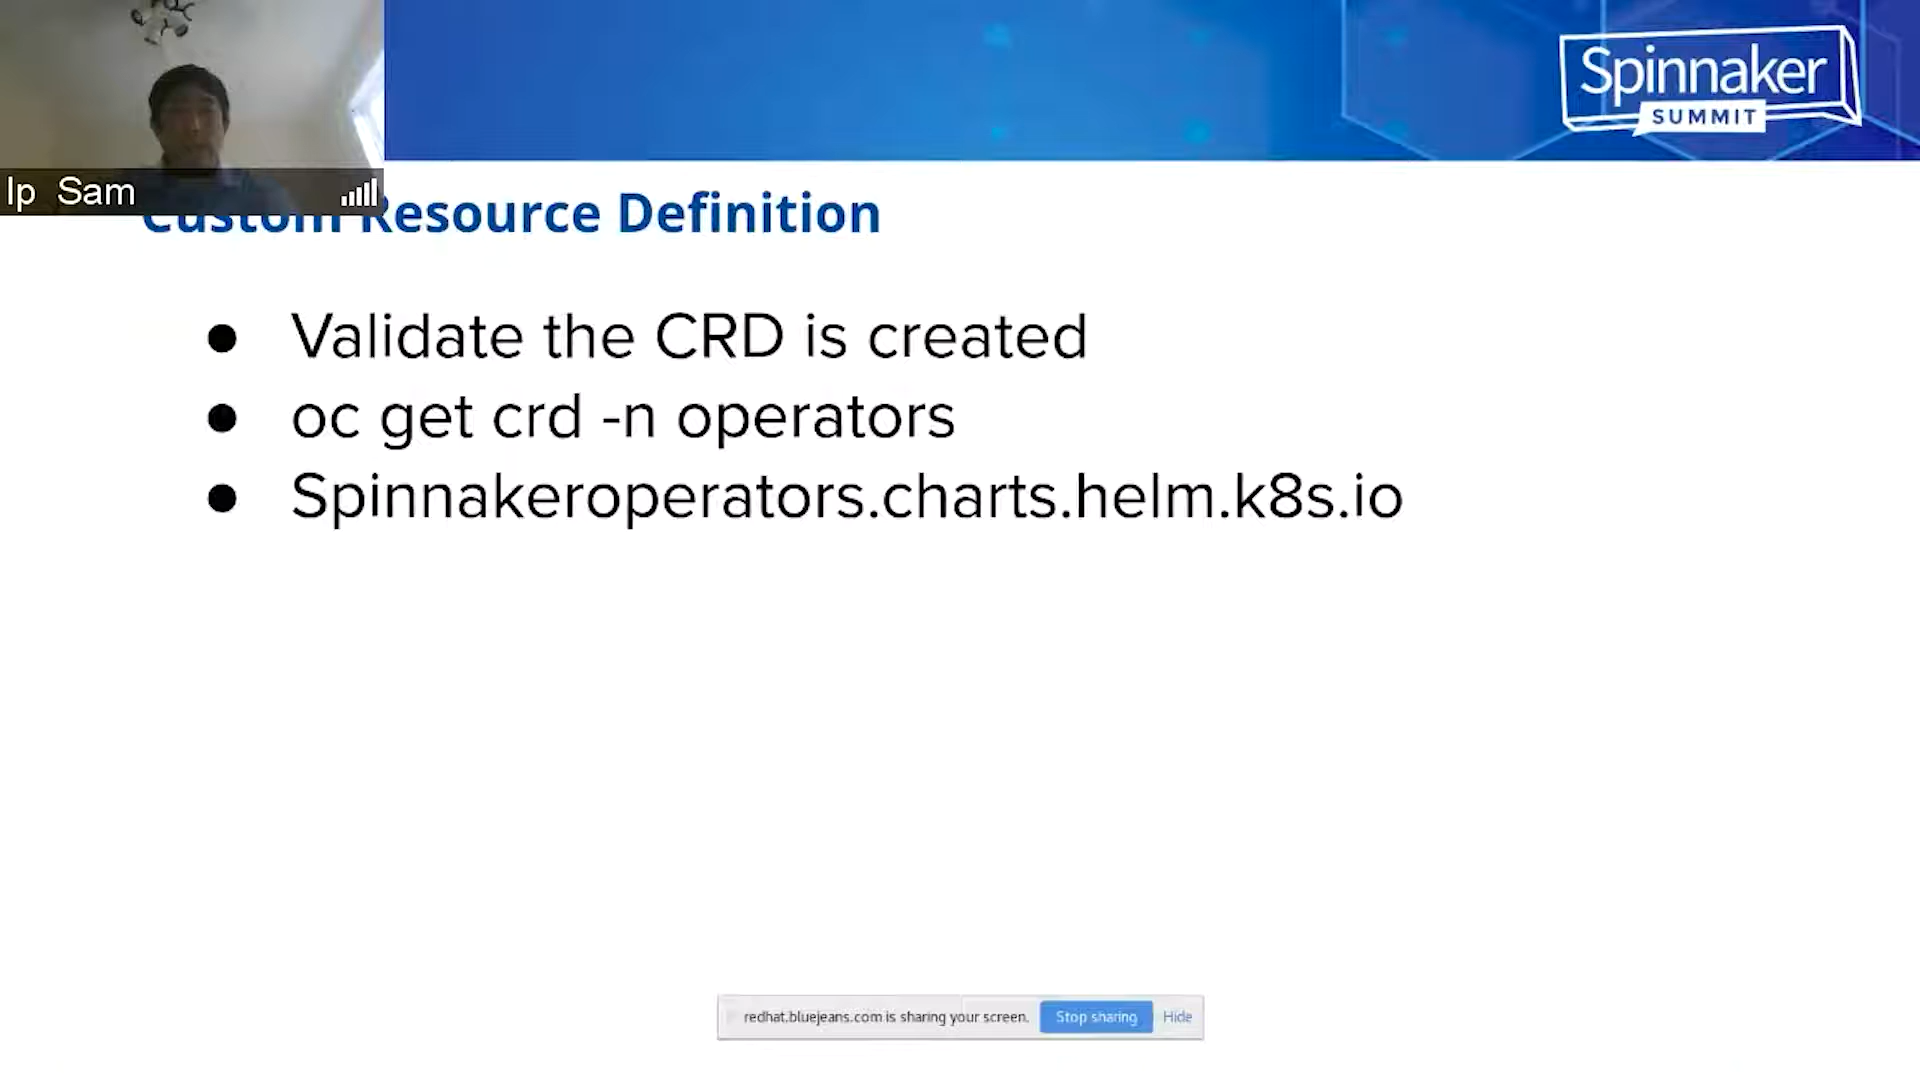 Spinnaker
SUMMIT
Ip Sam
Custom Resource Definition
● Validate the CRD is created
● oc get crd -n operators
● Spinnakeroperators.charts.helm.k8s.io
redhat.bluejeans.com is sharing your screen. Stop sharing Hide